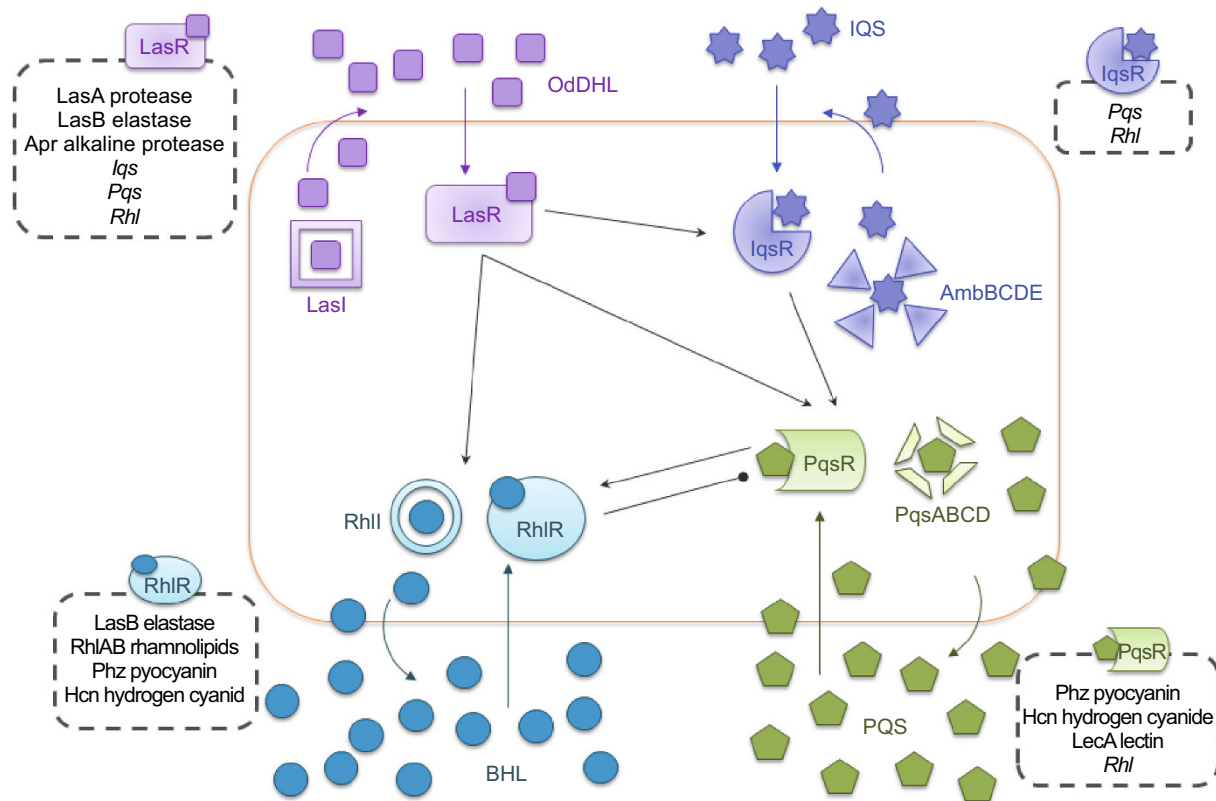 LasR
LasA protease
LasB elastase
Apr alkaline protease
Iqs
Pqs
Rhl
OdDHL
IQS
IqsR
Pqs
Rhl
LasR
IqsR
LasI
AmbBCDE
PqsR
PqsABCD
RhlI
RhlR
RhlR
LasB elastase
RhlAB rhamnolipids
Phz pyocyanin
Hcn hydrogen cyanid
BHL
PQS
PqsR
Phz pyocyanin
Hcn hydrogen cyanide
LecA lectin
Rhl